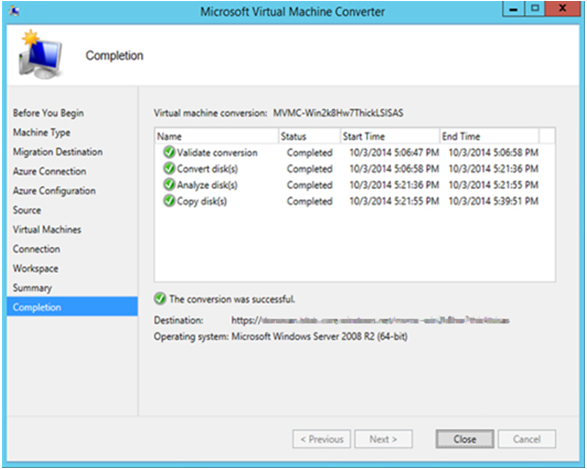 Microsoft Virtual Machine Converter
Completion
Before You Begin
Machine Type
Migration Destination
Azure Connection
Azure Configuration
Source
Virtual Machines
Connection
Workspace
Summary
Completion
Virtual machine conversion: MVMC-Win2k8Hw7ThickLSISAS
Name Status Start Time End Time
Validate conversion Completed 10/3/2014 5:06:47 PM 10/3/2014 5:06:58 PM
Convert disk(s) Completed 10/3/2014 5:06:58 PM 10/3/2014 5:21:36 PM
Analyze disk(s) Completed 10/3/2014 5:21:36 PM 10/3/2014 5:21:55 PM
Copy disk(s) Completed 10/3/2014 5:21:55 PM 10/3/2014 5:39:51 PM
The conversion was successful.
Destination: https://
Operating system: Microsoft Windows Server 2008 R2 (64-bit)
< Previous Next > Close Cancel